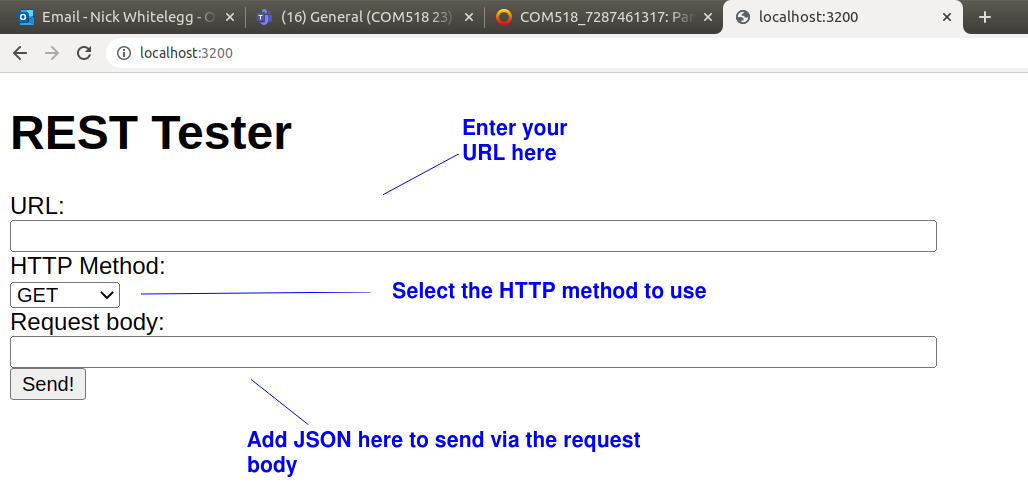 Email - Nick Whitelegg - O
(16) General (COM518 23)
COM518_7287461317: Par
localhost:3200
localhost:3200
REST Tester
Enter your
URL here
URL:
HTTP Method:
GET
Select the HTTP method to use
Request body:
Send!
Add JSON here to send via the request
body